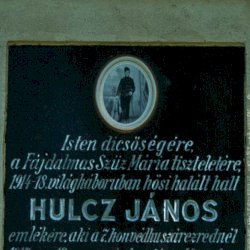 Isten dicsőségére,
a Fájdalmas Szűz Mária tiszteletére,
1914-18. világháborúban hősi halált halt
HULCZ JÁNOS
emlékére, aki a 7. honvédhuszárezrednél